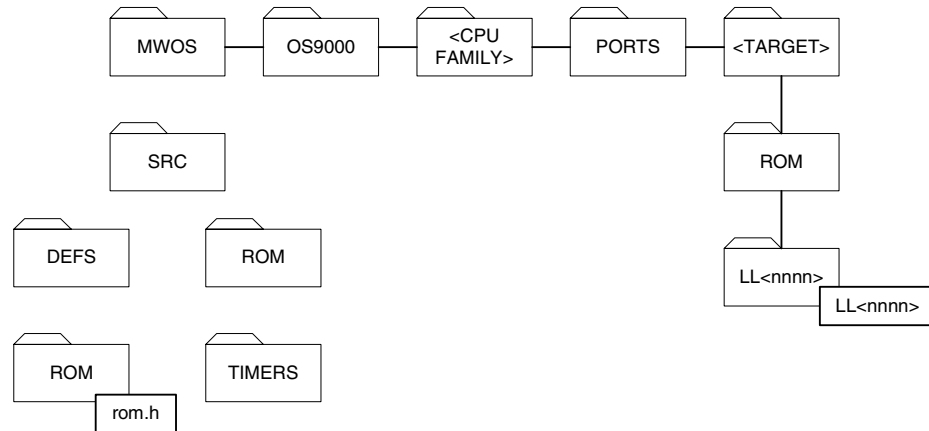 MWOS
OS9000
<CPU
FAMILY>
PORTS
<TARGET>
SRC
ROM
DEFS
ROM
LL<nnnn>
LL<nnnn>
ROM
TIMERS
rom.h